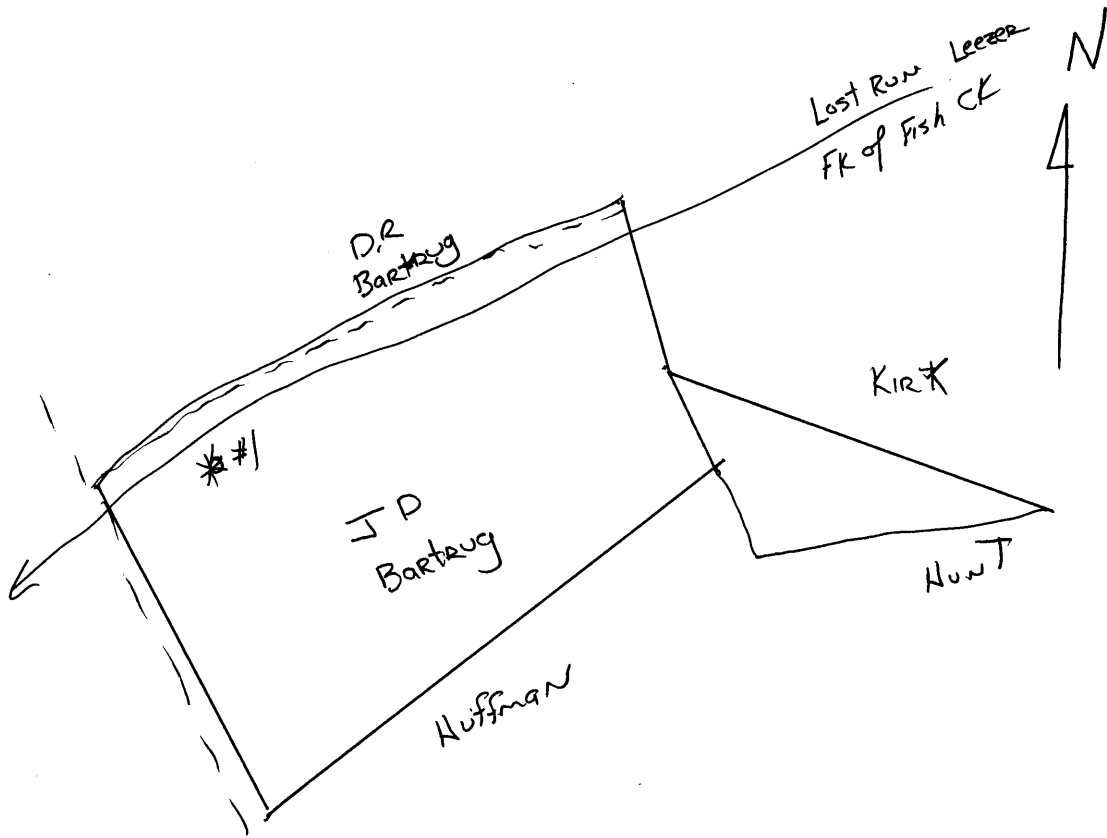 N
Lost Run Leezer
FK of Fish CK
D.R
Bartrug
KIRK
#1
J D
Bartrug
HUNT
Huffman